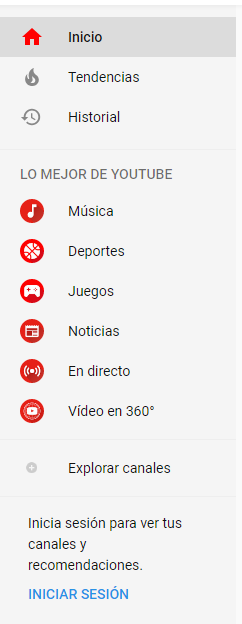 Inicio
Tendencias
Historial
LO MEJOR DE YOUTUBE
Música
Deportes
Juegos
Noticias
En directo
Vídeo en 360°
Explorar canales
Inicia sesión para ver tus
canales y
recomendaciones.
INICIAR SESIÓN